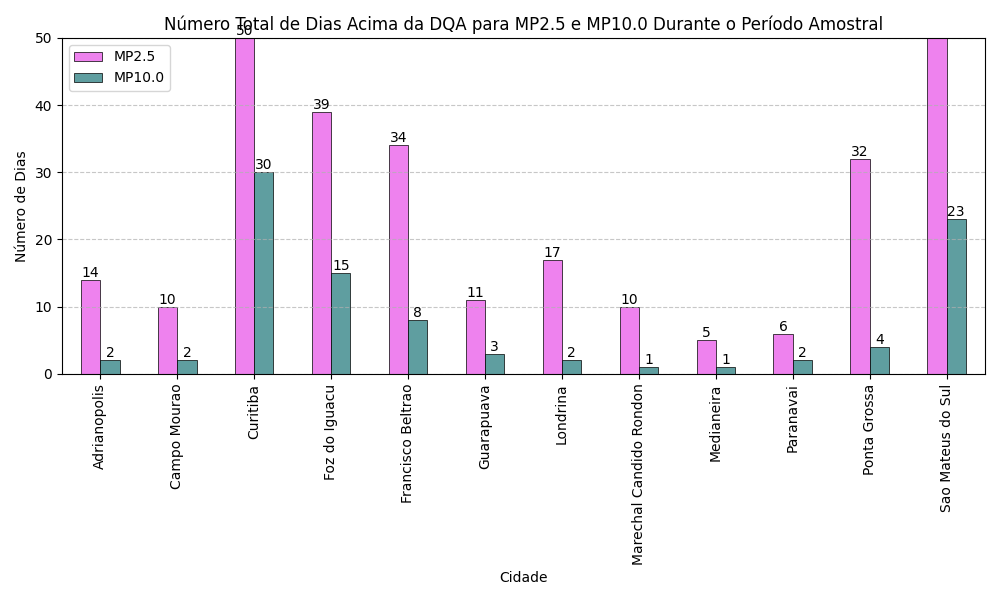 Número Total de Dias Acima da DQA para MP2.5 e MP10.0 Durante o Período Amostral
MP2.5
MP10.0
Número de Dias
50
40
30
20
10
0
14
2
10
2
50
30
39
15
34
8
11
3
17
2
10
1
5
1
6
2
32
4
23
Adrianopolis
Campo Mourao
Curitiba
Foz do Iguacu
Francisco Beltrao
Guarapuava
Londrina
Marechal Candido Rondon
Medianeira
Paranavai
Ponta Grossa
Sao Mateus do Sul
Cidade